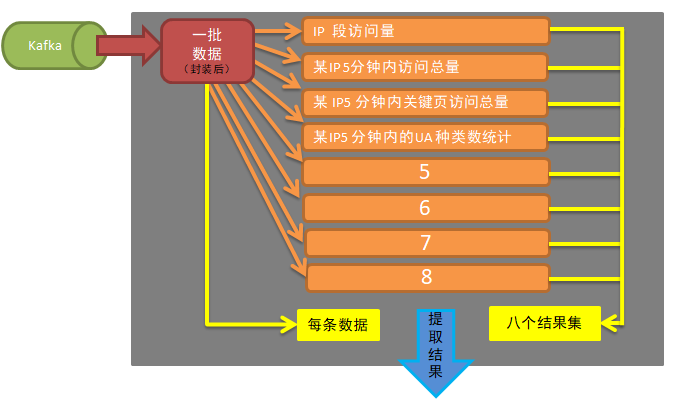 Kafka
一批
数据
（封装后）
IP 段访问量
某IP5分钟内访问总量
某 IP5 分钟内关键页访问总量
某IP5 分钟内的UA 种类数统计
5
6
7
8
每条数据
提
取
结
果
八个结果集